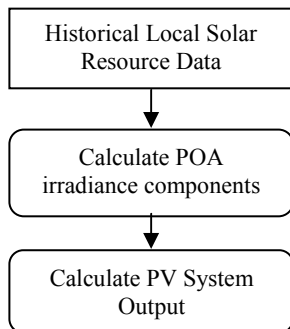 Historical Local Solar
Resource Data
Calculate POA
irradiance components
Calculate PV System
Output